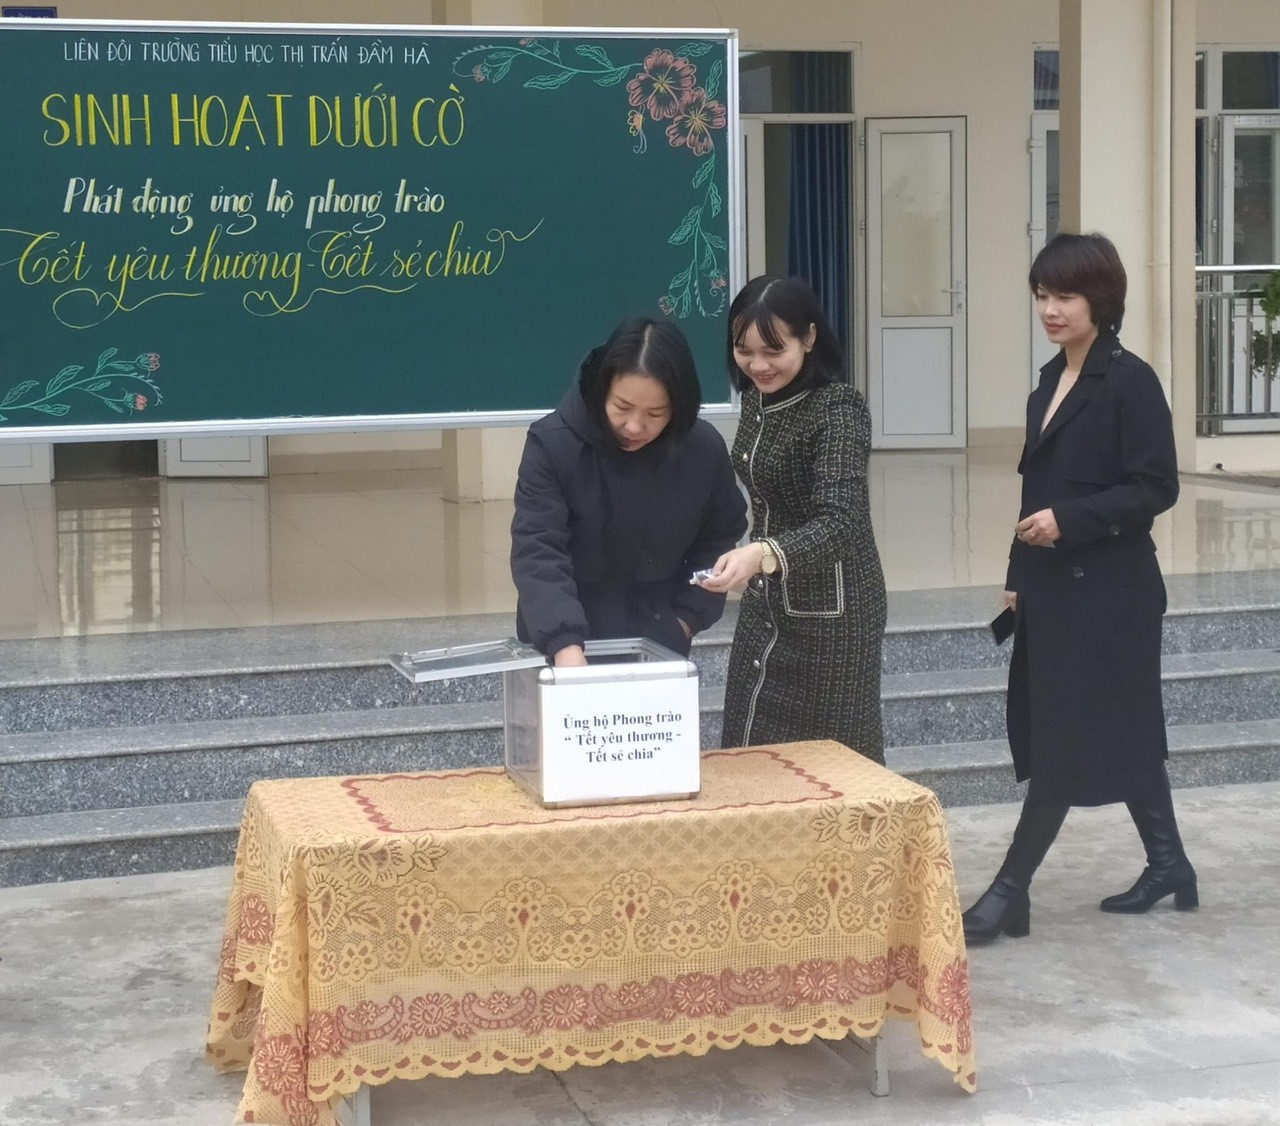 LIÊN ĐỘI TRƯỜNG TIỂU HỌC THỊ TRẤN ĐẦM HÀ
SINH HOẠT DƯỚI CỜ
Phát động ủng hộ phong trào
Tết yêu thương - Tết sẻ chia
Ủng hộ Phong trào
“ Tết yêu thương -
Tết sẻ chia”